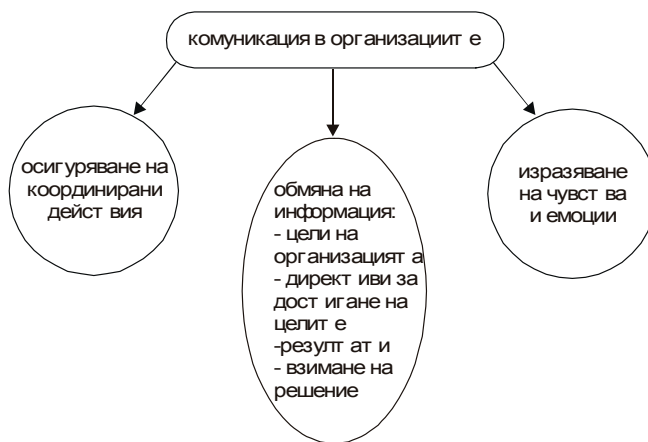 комуникация в организациит е
осигуряване на
координирани
дейст вия
обмяна на
информация:
- цели на
организацият а
- директ иви за
дост игане на
целит е
-резулт ат и
- взимане на
решение
изразяване
на чувст ва
и емоции